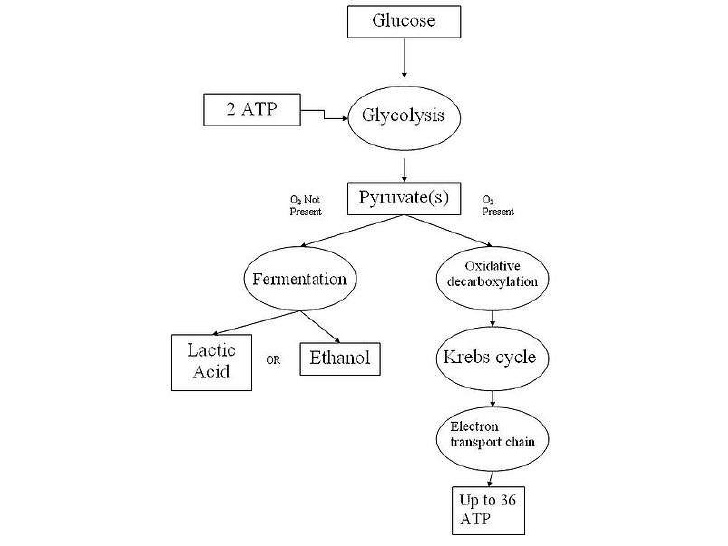 Glucose
2 ATP
Glycolysis
O₂ Not
Present
Pyruvate(s)
O₂
Present
Fermentation
Oxidative
decarboxylation
Lactic
Acid
OR
Ethanol
Krebs cycle
Electron
transport chain
Up to 36
ATP